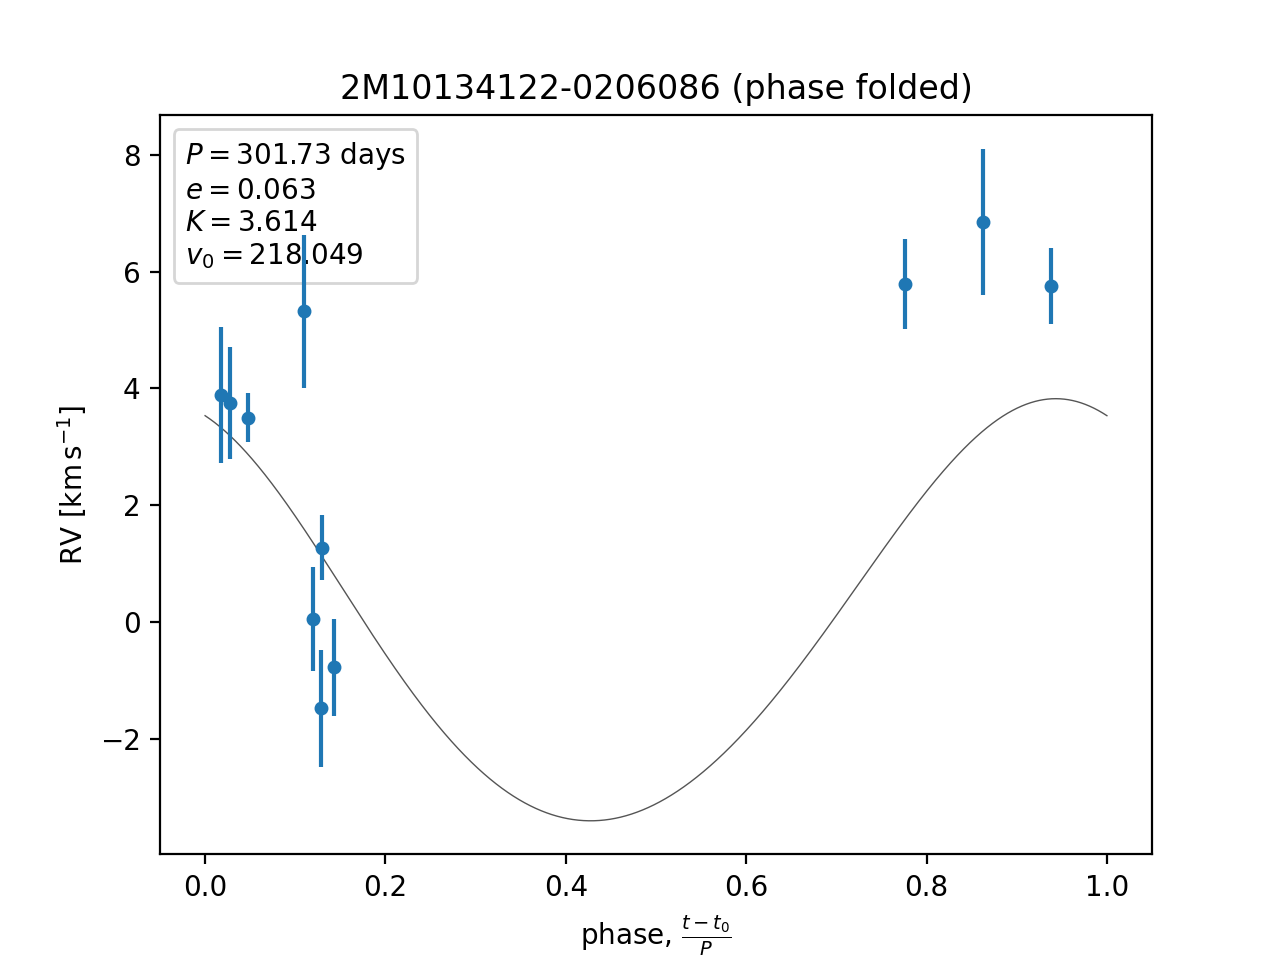 2M10134122-0206086 (phase folded)
P = 301.73 days
e = 0.063
K = 3.614
v₀ = 218.049
8
6
4
2
0
−2
RV [km s⁻¹]
0.0 0.2 0.4 0.6 0.8 1.0
phase, (t − t₀)/P